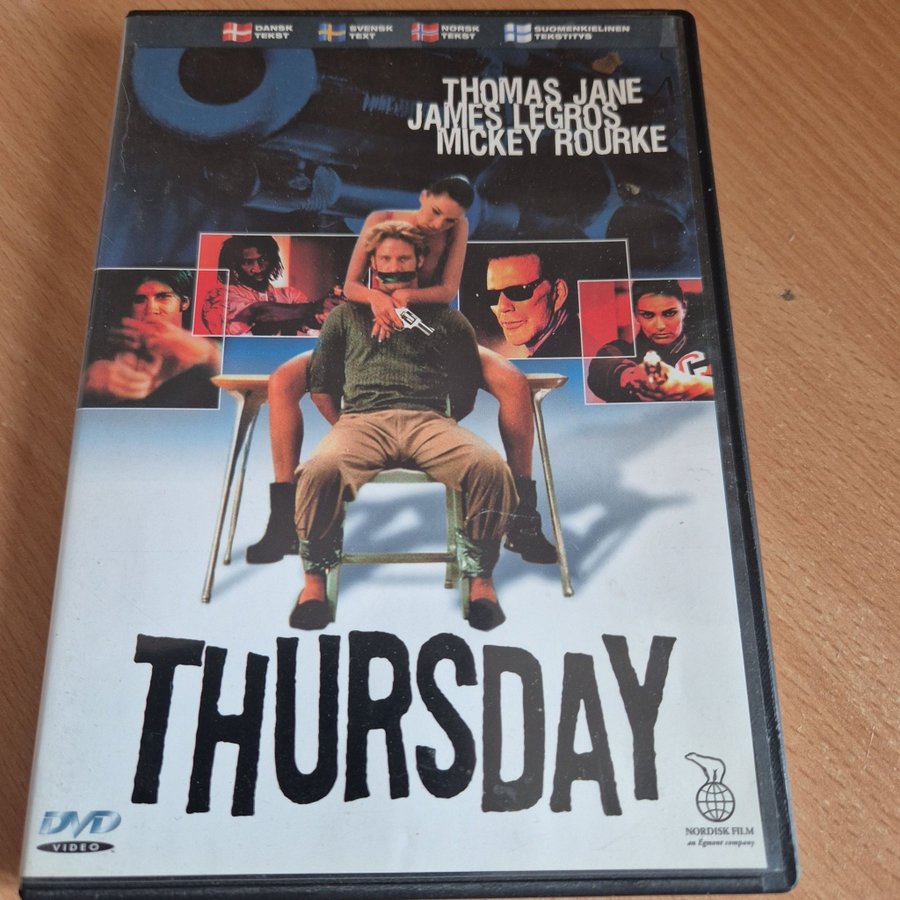 DANSK TEKST
SVENSK TEXT
NORSK TEKST
SUOMENKIELINEN TEKSTITYS
THOMAS JANE
JAMES LEGROS
MICKEY ROURKE
THURSDAY
DVD
VIDEO
NORDISK FILM
an Egmont company